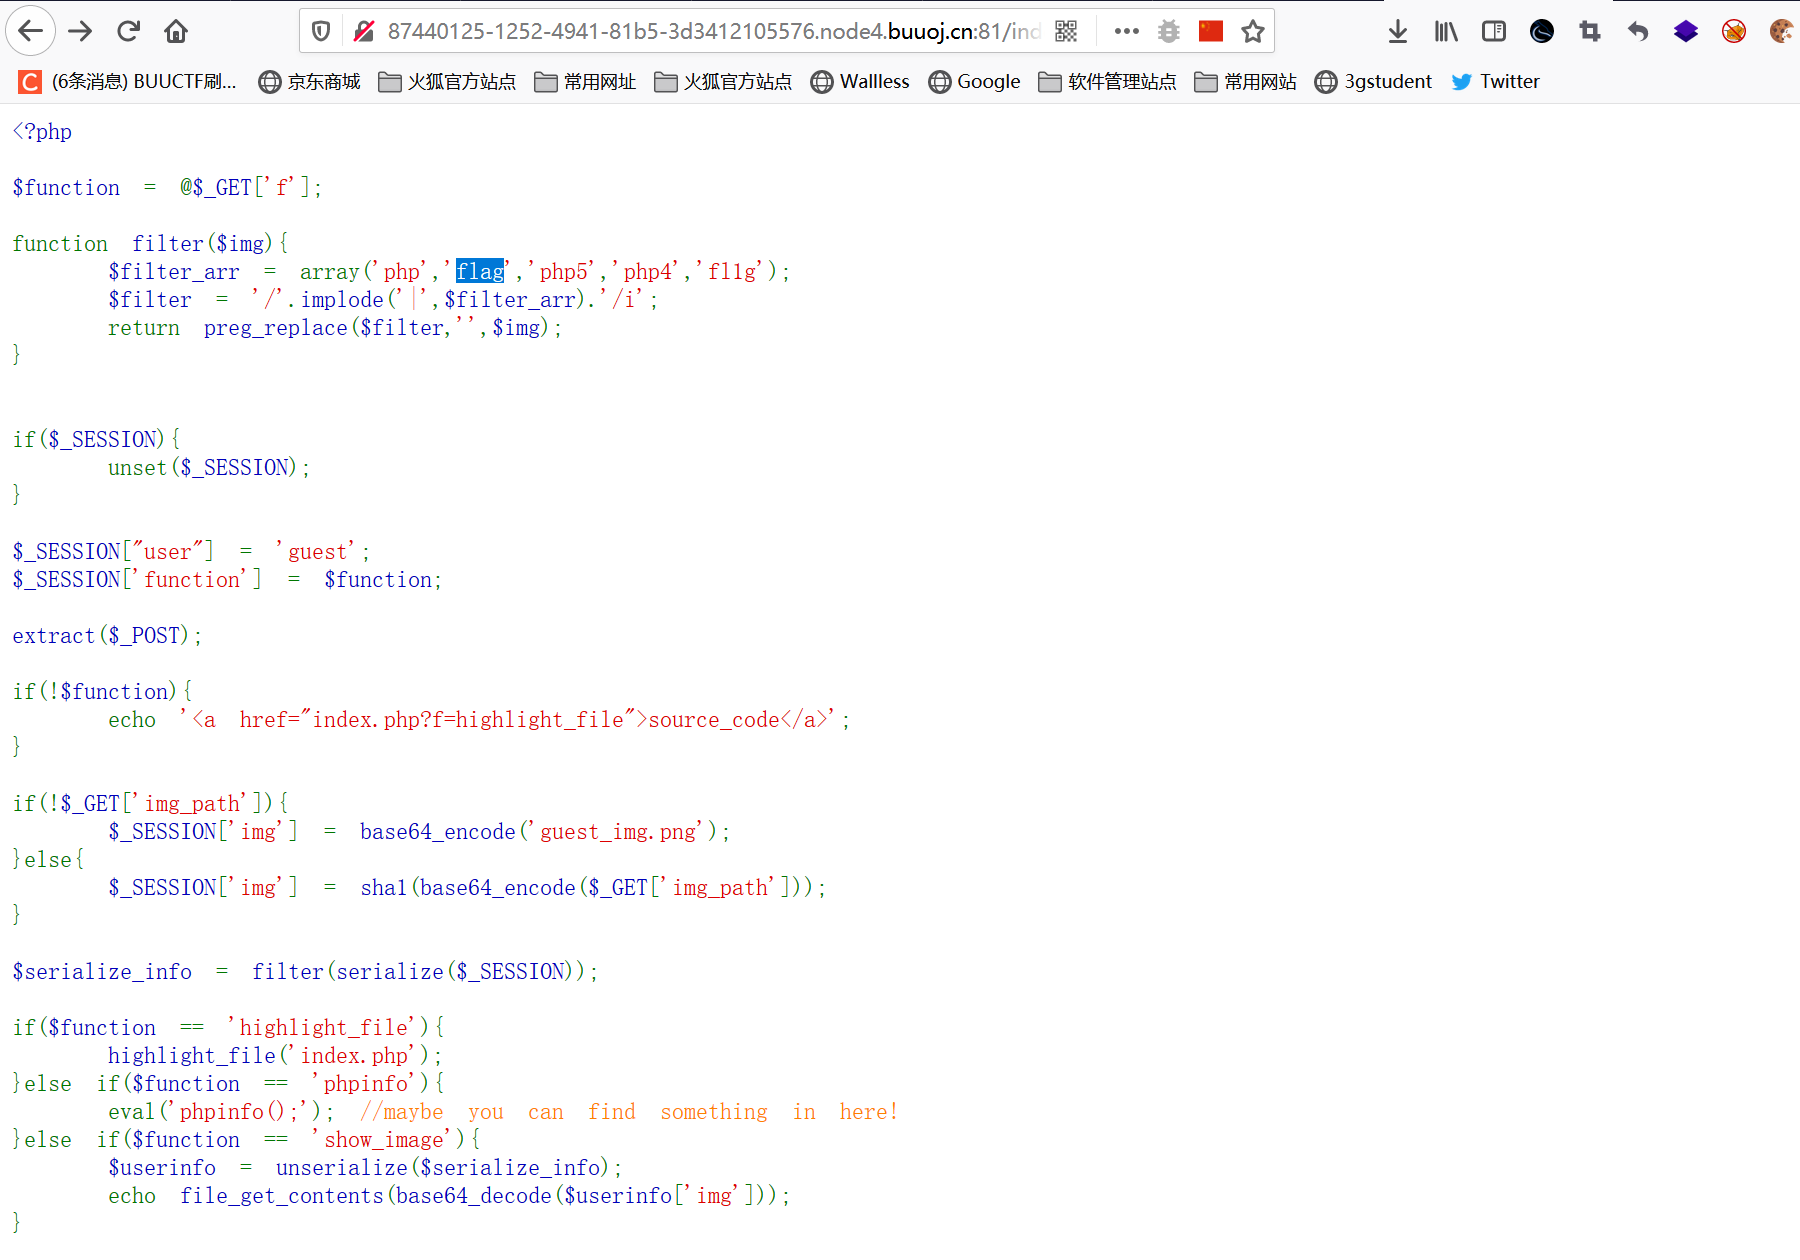 87440125-1252-4941-81b5-3d3412105576.node4.buuoj.cn:81/ind
(6条消息) BUUCTF刷... 京东商城 火狐官方站点 常用网址 火狐官方站点 Wallless Google 软件管理站点 常用网站 3gstudent Twitter
<?php
$function = @$_GET['f'];
function filter($img){
$filter_arr = array('php','flag','php5','php4','fl1g');
$filter = '/'.implode('|',$filter_arr).'/i';
return preg_replace($filter,'',$img);
}
if($_SESSION){
unset($_SESSION);
}
$_SESSION["user"] = 'guest';
$_SESSION['function'] = $function;
extract($_POST);
if(!$function){
echo '<a href="index.php?f=highlight_file">source_code</a>';
}
if(!$_GET['img_path']){
$_SESSION['img'] = base64_encode('guest_img.png');
}else{
$_SESSION['img'] = sha1(base64_encode($_GET['img_path']));
}
$serialize_info = filter(serialize($_SESSION));
if($function == 'highlight_file'){
highlight_file('index.php');
}else if($function == 'phpinfo'){
eval('phpinfo();'); //maybe you can find something in here!
}else if($function == 'show_image'){
$userinfo = unserialize($serialize_info);
echo file_get_contents(base64_decode($userinfo['img']));
}